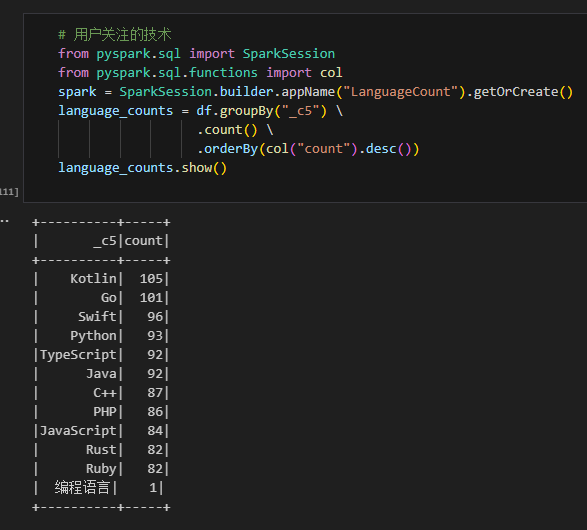 # 用户关注的技术
from pyspark.sql import SparkSession
from pyspark.sql.functions import col
spark = SparkSession.builder.appName("LanguageCount").getOrCreate()
language_counts = df.groupBy("_c5") \
                  .count() \
                  .orderBy(col("count").desc())
language_counts.show()
111]
..
+----------+-----+
|       _c5|count|
+----------+-----+
|    Kotlin|  105|
|        Go|  101|
|     Swift|   96|
|    Python|   93|
|TypeScript|   92|
|      Java|   92|
|       C++|   87|
|       PHP|   86|
|JavaScript|   84|
|      Rust|   82|
|      Ruby|   82|
|  编程语言|    1|
+----------+-----+